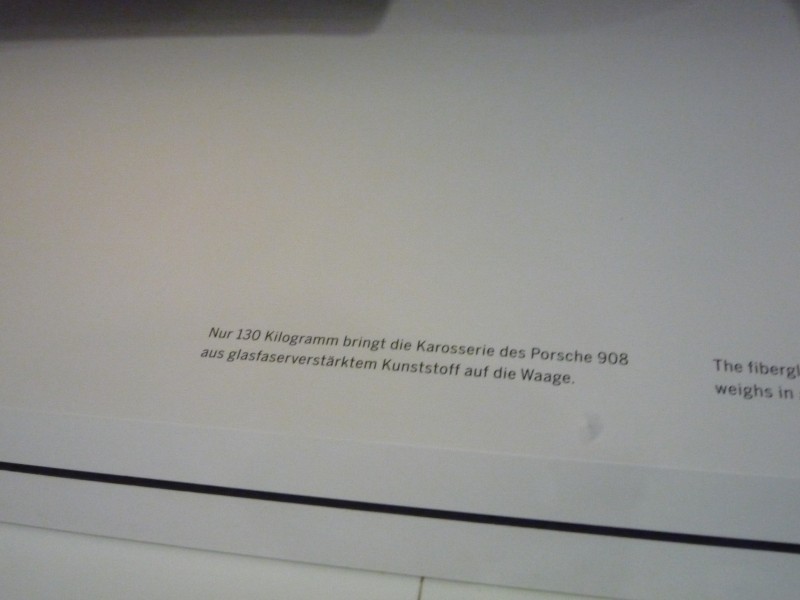 Nur 130 Kilogramm bringt die Karosserie des Porsche 908
aus glasfaserverstärktem Kunststoff auf die Waage.
The fibergl
weighs in